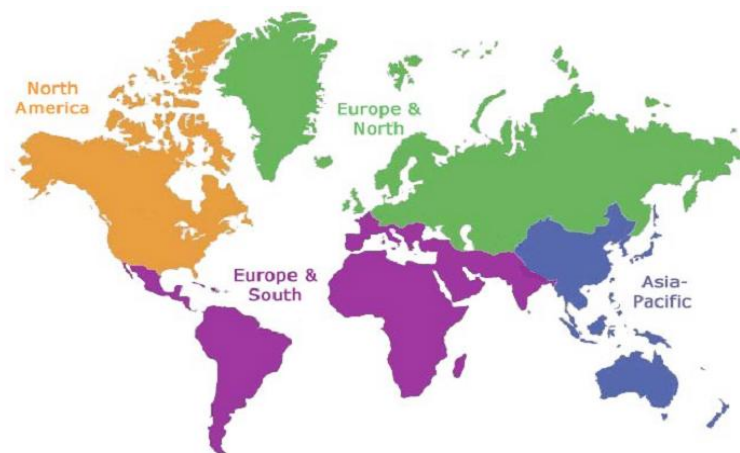 North
America
Europe &
North
Europe &
South
Asia-
Pacific